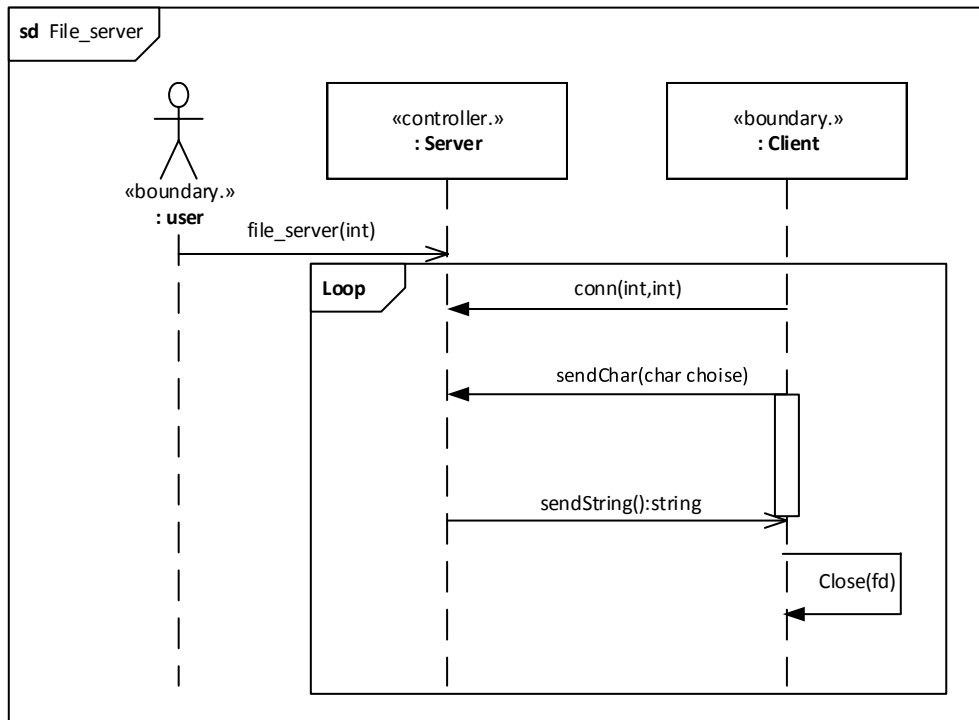 sd File_server
«controller.»
: Server
«boundary.»
: Client
«boundary.»
: user
file_server(int)
Loop
conn(int,int)
sendChar(char choise)
sendString():string
Close(fd)